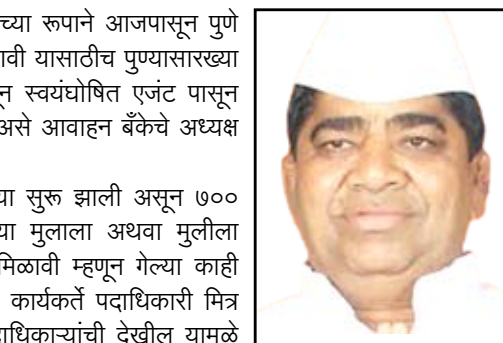 च्या रूपाने आजपासून पुणे
ावी यासाठीच पुण्यासारख्या
ून स्वयंघोषित एजंट पासून
असे आवाहन बँकेचे अध्यक्ष
या सुरू झाली असून ७००
या मुलाला अथवा मुलीला
मिळावी म्हणून गेल्या काही
कार्यकर्ते पदाधिकारी मित्र
दाधिकाऱ्यांची देखील यामळे